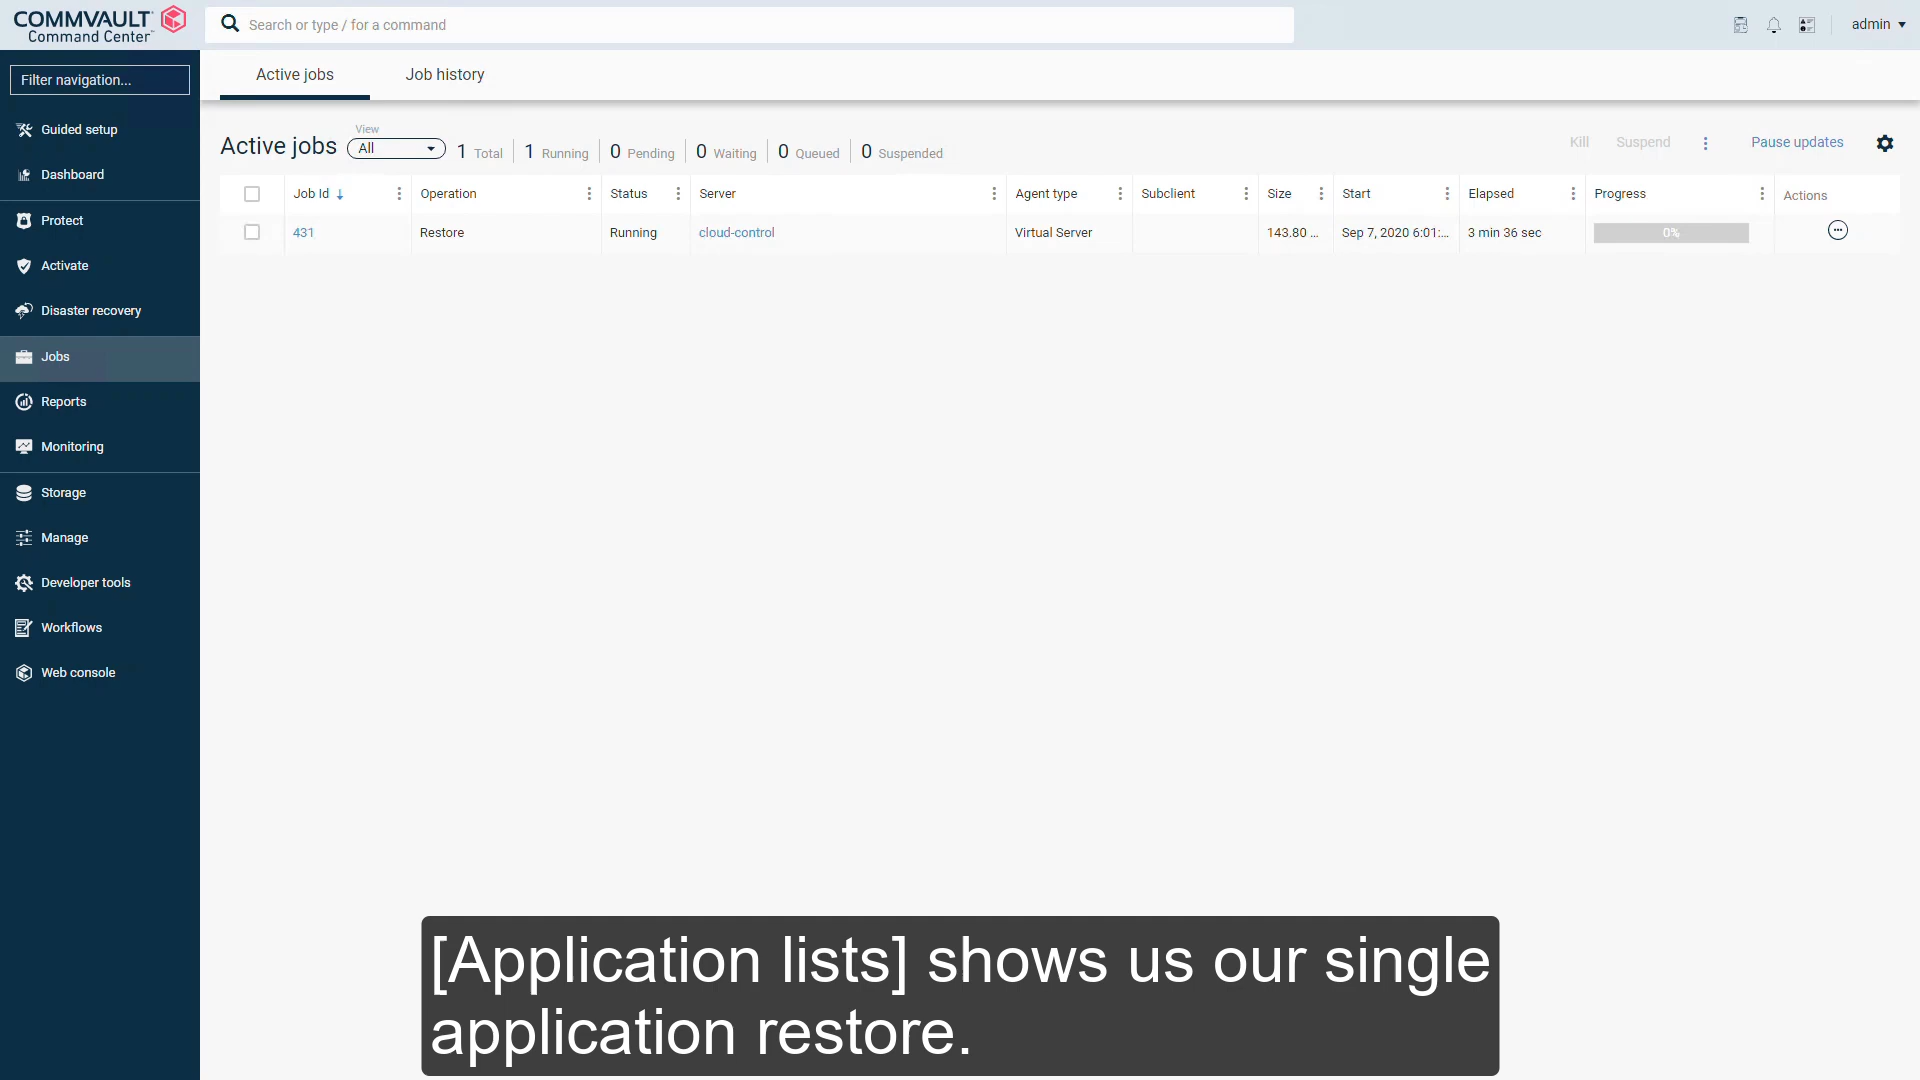 COMMVAULT
Command Center™
Search or type / for a command
admin
Filter navigation...
Guided setup
Dashboard
Protect
Activate
Disaster recovery
Jobs
Reports
Monitoring
Storage
Manage
Developer tools
Workflows
Web console
Active jobs
Job history
Active jobs
View
All
1 Total
1 Running
0 Pending
0 Waiting
0 Queued
0 Suspended
Kill
Suspend
Pause updates
Job Id Operation Status Server Agent type Subclient Size Start Elapsed Progress Actions
431 Restore Running cloud-control Virtual Server 143.80 ... Sep 7, 2020 6:01:... 3 min 36 sec 0%
[Application lists] shows us our single
application restore.